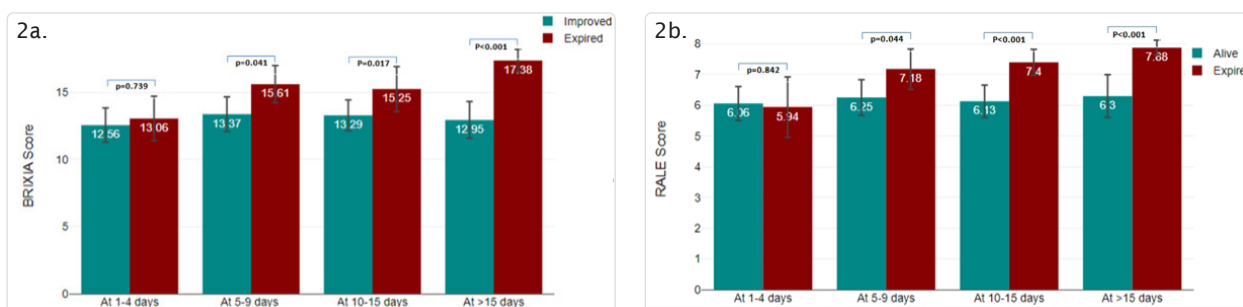 2a.
Improved
Expired
BRIXIA Score
15
10
5
0
p=0.739
p=0.041
p=0.017
P<0.001
12.56
13.06
13.37
15.61
13.29
15.25
12.95
17.38
At 1-4 days
At 5-9 days
At 10-15 days
At >15 days
2b.
Alive
Expire
RALE Score
8
7
6
5
4
3
2
1
0
p=0.842
p=0.044
P<0.001
P<0.001
6.06
5.94
6.25
7.18
6.13
7.4
6.3
7.88
At 1-4 days
At 5-9 days
At 10-15 days
At >15 days